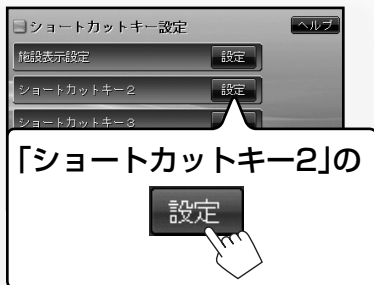 ショートカットキー設定 ヘルプ
施設表示設定 設定
ショートカットキー2 設定
ショートカットキー3
「ショートカットキー2」の
設定